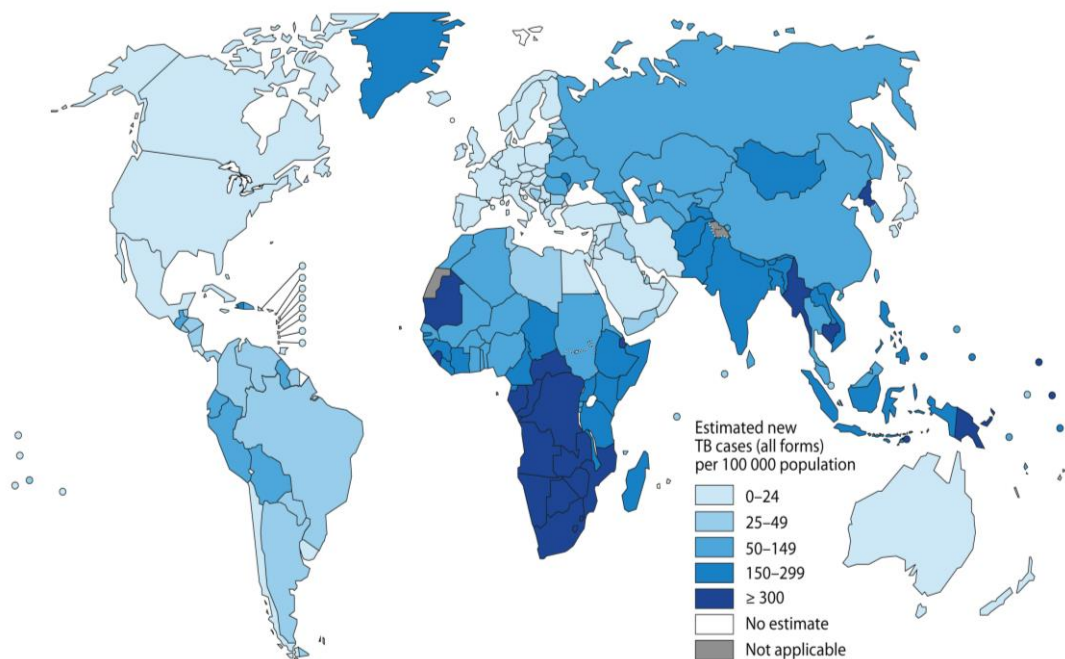 Estimated new
TB cases (all forms)
per 100 000 population
0–24
25–49
50–149
150–299
≥ 300
No estimate
Not applicable